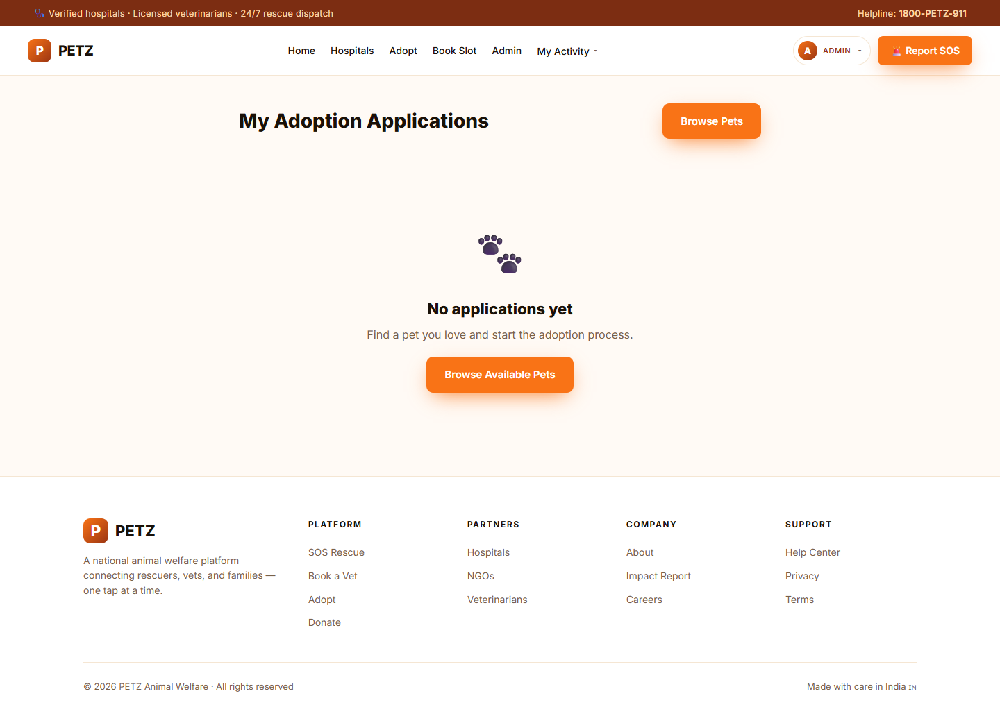 Verified hospitals · Licensed veterinarians · 24/7 rescue dispatch
Helpline: 1800-PETZ-911
P PETZ
Home Hospitals Adopt Book Slot Admin My Activity
A ADMIN
Report SOS
My Adoption Applications
Browse Pets
No applications yet
Find a pet you love and start the adoption process.
Browse Available Pets
P PETZ
A national animal welfare platform
connecting rescuers, vets, and families —
one tap at a time.
PLATFORM
SOS Rescue
Book a Vet
Adopt
Donate
PARTNERS
Hospitals
NGOs
Veterinarians
COMPANY
About
Impact Report
Careers
SUPPORT
Help Center
Privacy
Terms
© 2026 PETZ Animal Welfare · All rights reserved
Made with care in India IN